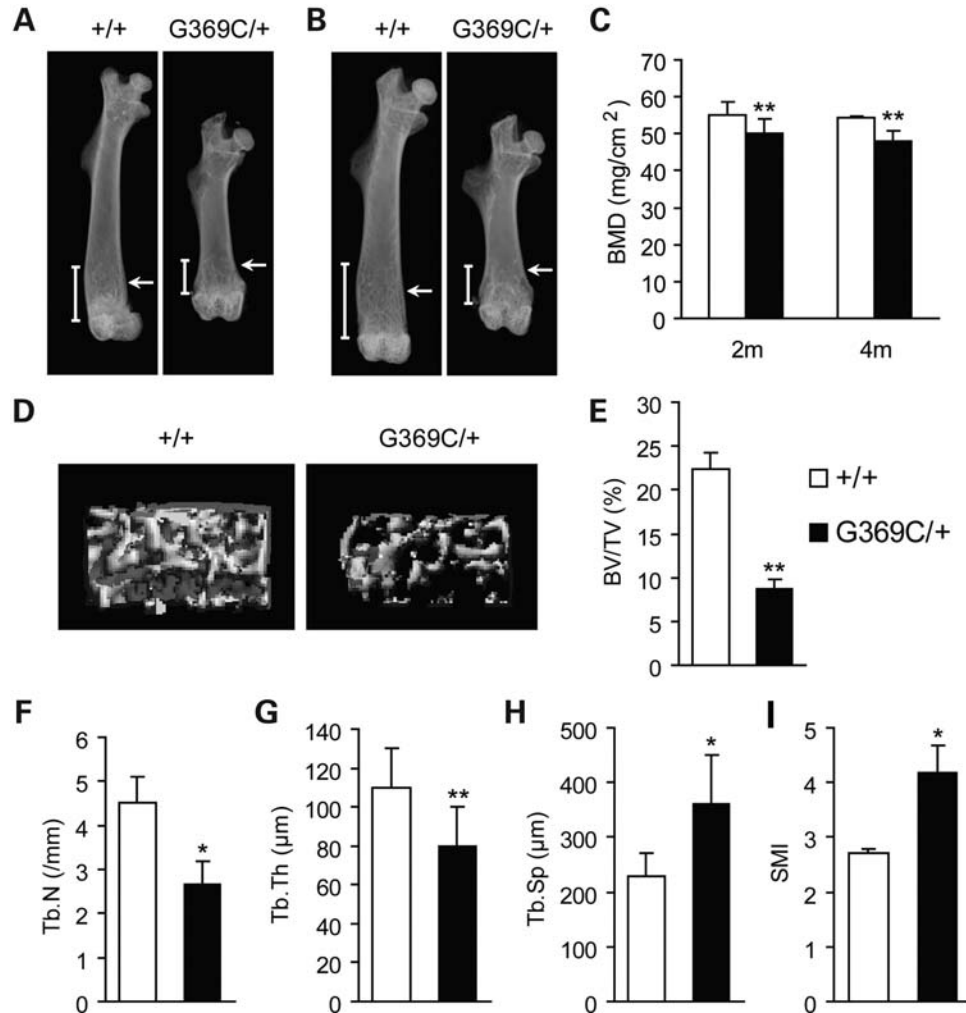 A
+/+
G369C/+
B
+/+
G369C/+
C
BMD (mg/cm²)
70
60
50
40
30
20
10
0
**
**
2m
4m
D
+/+
G369C/+
E
BV/TV (%)
30
25
20
15
10
5
0
**
+/+
G369C/+
F
Tb.N (/mm)
6
5
4
3
2
1
0
*
G
Tb.Th (μm)
140
120
100
80
60
40
20
0
**
H
Tb.Sp (μm)
500
400
300
200
100
0
*
I
SMI
5
4
3
2
1
0
*